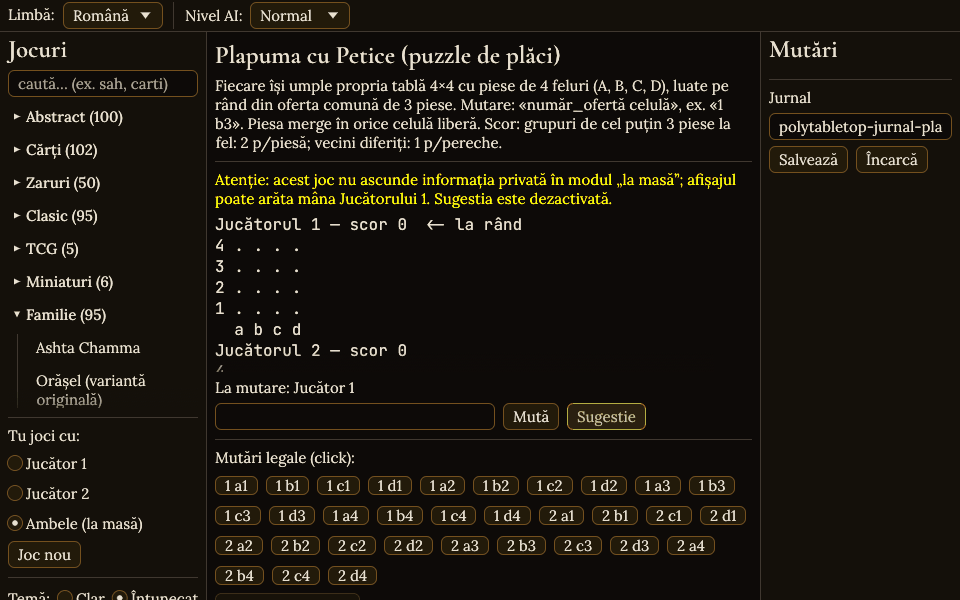 Limbă: Română Nivel AI: Normal
Jocuri
caută... (ex. sah, carti)
Abstract (100)
Cărți (102)
Zaruri (50)
Clasic (95)
TCG (5)
Miniaturi (6)
Familie (95)
Ashta Chamma
Orășel (variantă
originală)
Tu joci cu:
Jucător 1
Jucător 2
Ambele (la masă)
Joc nou
Temă: Clar Întunecat
Plapuma cu Petice (puzzle de plăci)
Fiecare își umple propria tablă 4×4 cu piese de 4 feluri (A, B, C, D), luate pe
rând din oferta comună de 3 piese. Mutare: «număr_ofertă celulă», ex. «1
b3». Piesa merge în orice celulă liberă. Scor: grupuri de cel puțin 3 piese la
fel: 2 p/piesă; vecini diferiți: 1 p/pereche.
Atenție: acest joc nu ascunde informația privată în modul „la masă”; afișajul
poate arăta mâna Jucătorului 1. Sugestia este dezactivată.
Jucătorul 1 — scor 0 ← la rând
4 . . . .
3 . . . .
2 . . . .
1 . . . .
a b c d
Jucătorul 2 — scor 0
La mutare: Jucător 1
Mută Sugestie
Mutări legale (click):
1 a1 1 b1 1 c1 1 d1 1 a2 1 b2 1 c2 1 d2 1 a3 1 b3
1 c3 1 d3 1 a4 1 b4 1 c4 1 d4 2 a1 2 b1 2 c1 2 d1
2 a2 2 b2 2 c2 2 d2 2 a3 2 b3 2 c3 2 d3 2 a4
2 b4 2 c4 2 d4
Mutări
Jurnal
polytabletop-jurnal-pla
Salvează Încarcă